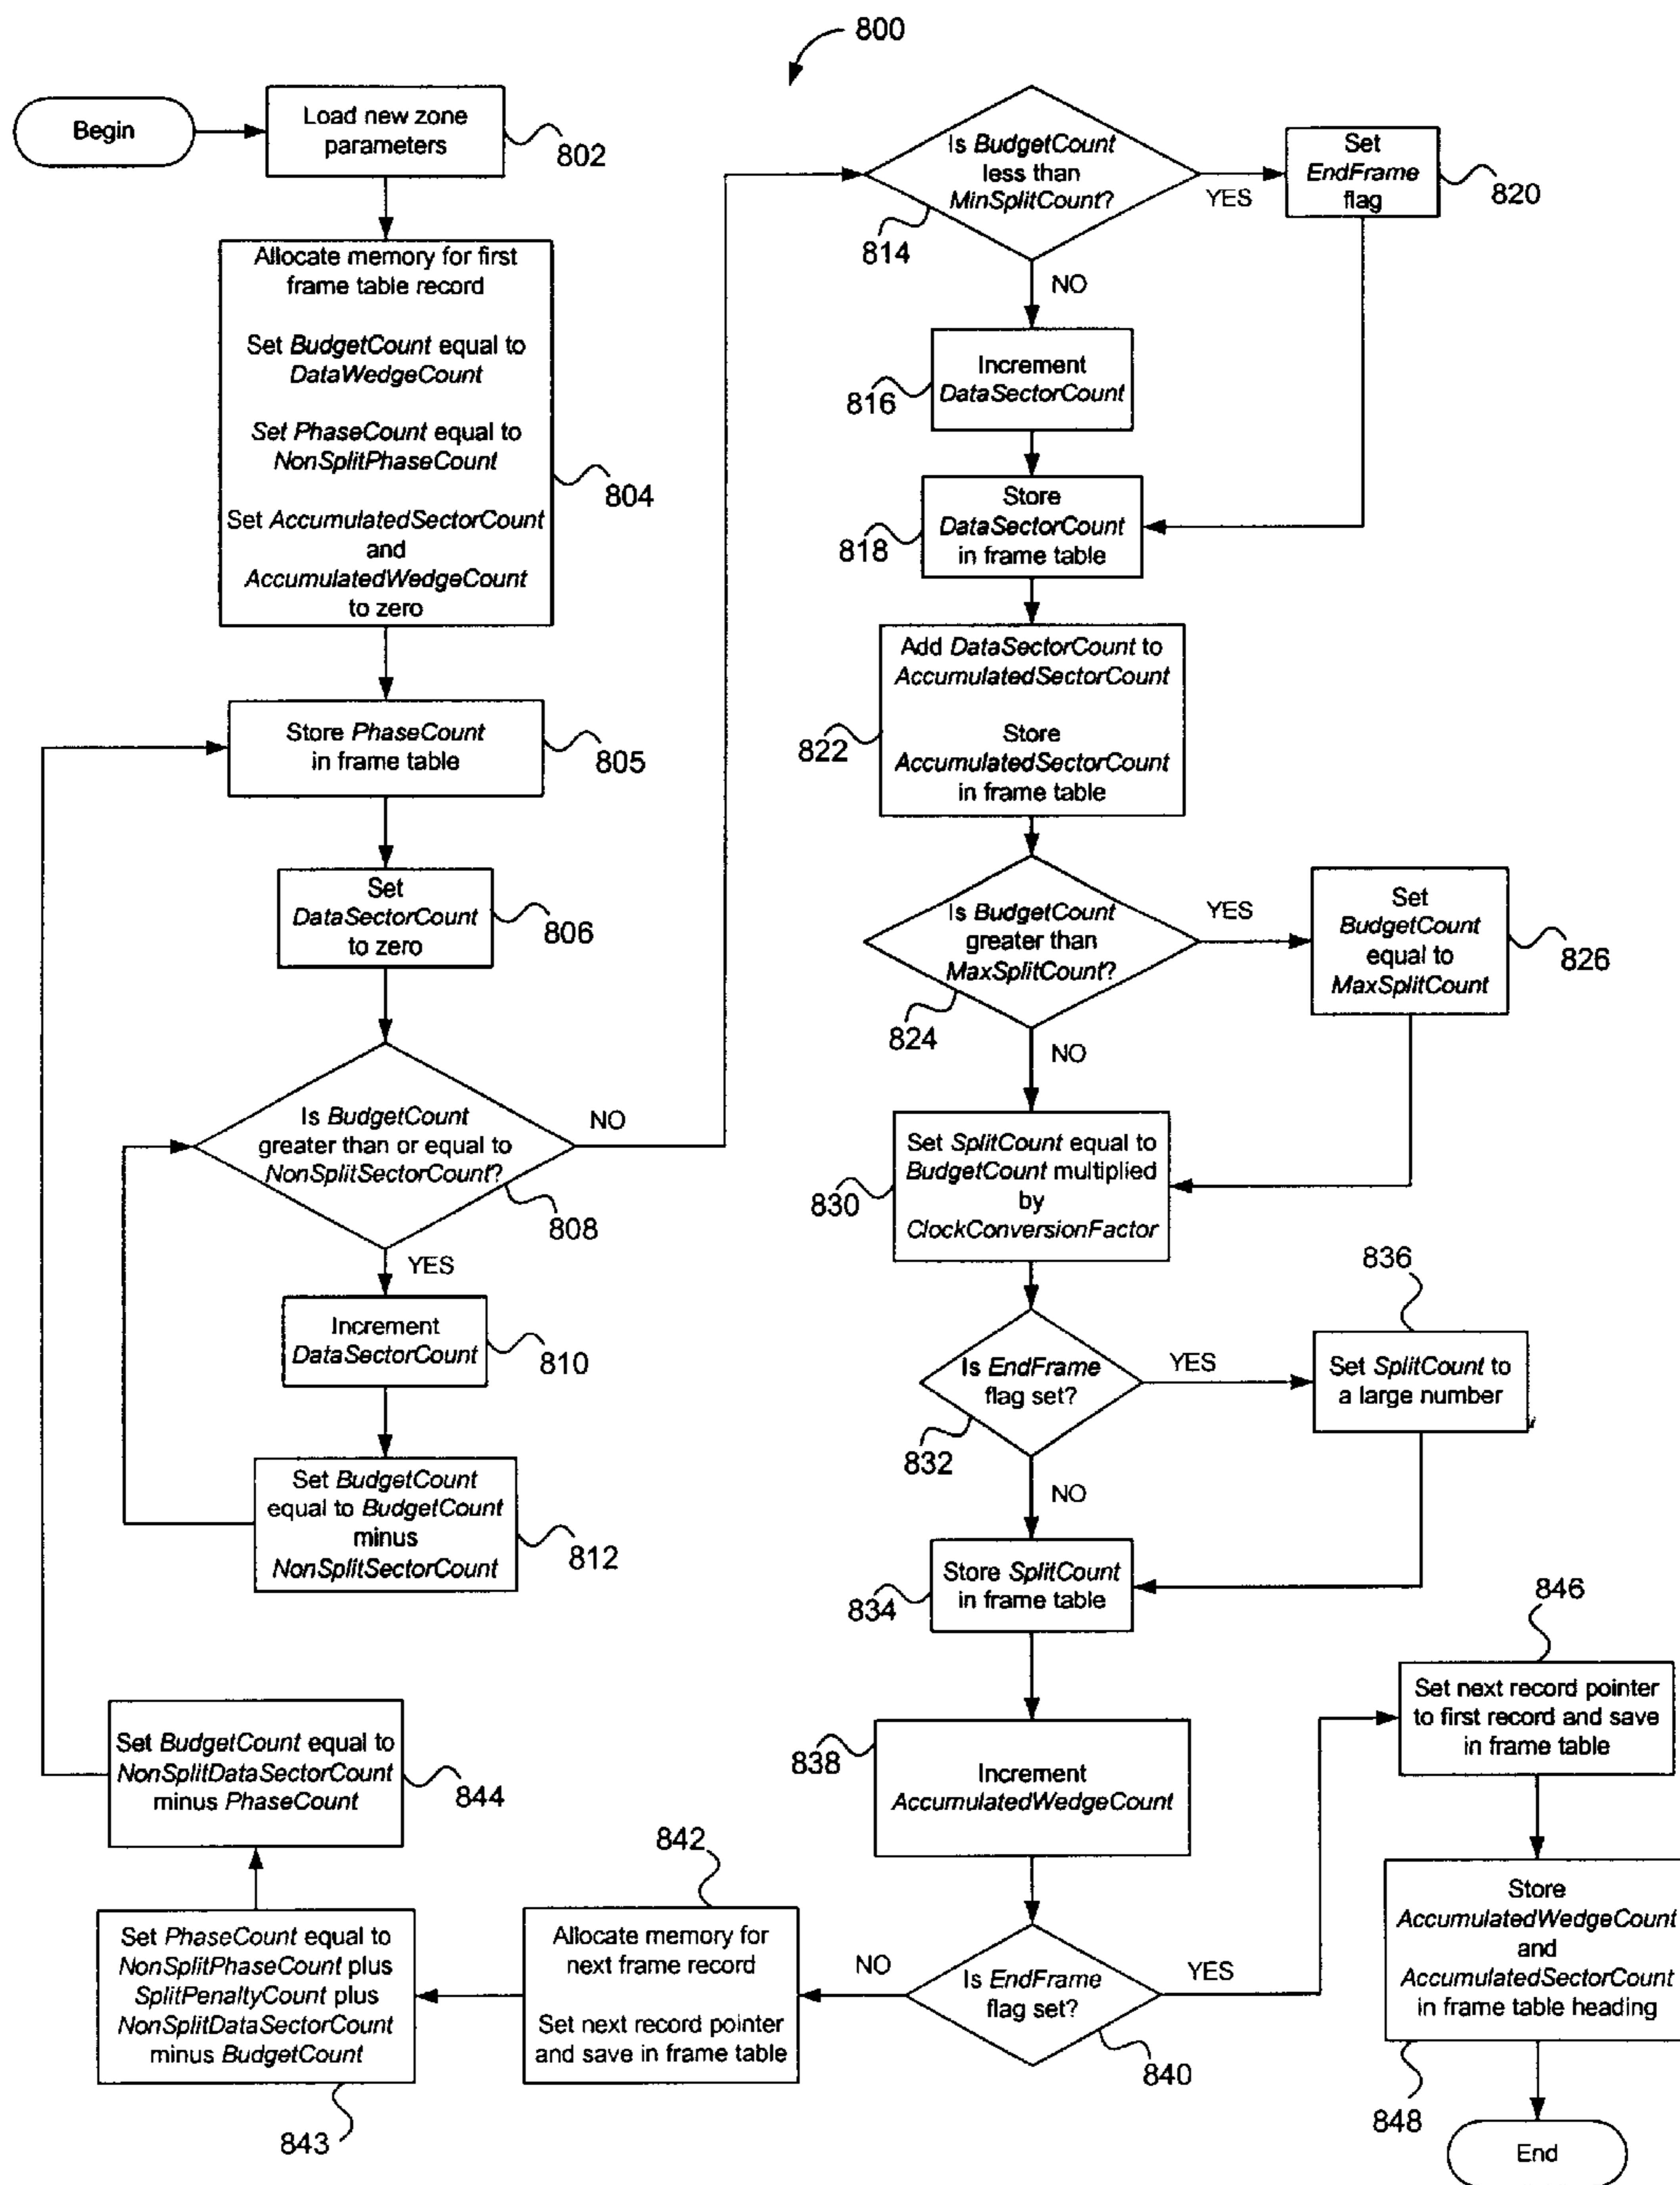 800
Begin
Load new zone
parameters
802
Allocate memory for first
frame table record
Set BudgetCount equal to
DataWedgeCount
Set PhaseCount equal to
NonSplitPhaseCount
Set AccumulatedSectorCount
and
AccumulatedWedgeCount
to zero
804
Store PhaseCount
in frame table
805
Set
DataSectorCount
to zero
806
Is BudgetCount
greater than or equal to
NonSplitSectorCount?
808
NO
YES
Increment
DataSectorCount
810
Set BudgetCount
equal to BudgetCount
minus
NonSplitSectorCount
812
Is BudgetCount
less than
MinSplitCount?
814
YES
NO
Set
EndFrame
flag
820
Increment
DataSectorCount
816
Store
DataSectorCount
in frame table
818
Add DataSectorCount to
AccumulatedSectorCount
Store
AccumulatedSectorCount
in frame table
822
Is BudgetCount
greater than
MaxSplitCount?
824
YES
NO
Set
BudgetCount
equal to
MaxSplitCount
826
Set SplitCount equal to
BudgetCount multiplied
by
ClockConversionFactor
830
Is EndFrame
flag set?
832
YES
NO
836
Set SplitCount to
a large number
Store SplitCount
in frame table
834
Increment
AccumulatedWedgeCount
838
Is EndFrame
flag set?
840
NO
YES
842
Allocate memory for
next frame record
Set next record pointer
and save in frame table
Set PhaseCount equal to
NonSplitPhaseCount plus
SplitPenaltyCount plus
NonSplitDataSectorCount
minus BudgetCount
843
Set BudgetCount equal to
NonSplitDataSectorCount
minus PhaseCount
844
846
Set next record pointer
to first record and save
in frame table
Store
AccumulatedWedgeCount
and
AccumulatedSectorCount
in frame table heading
848
End